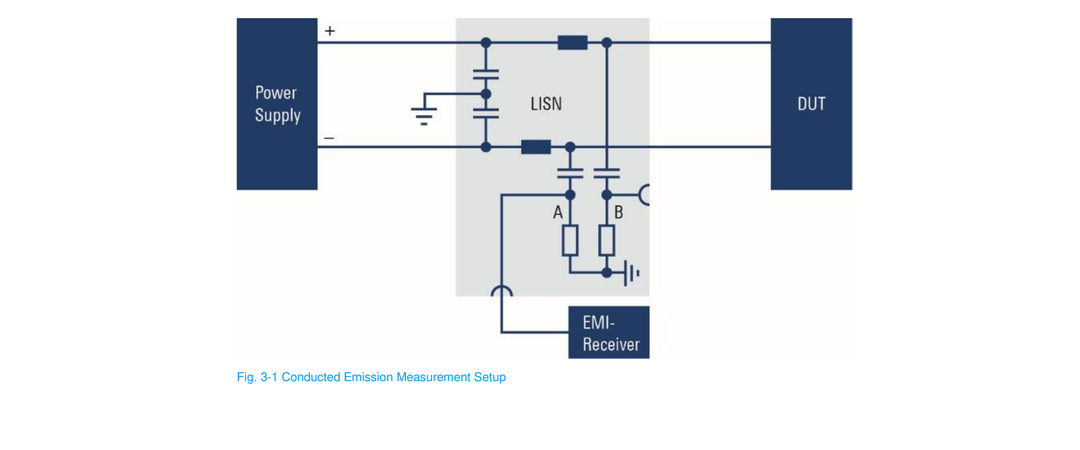 +
Power
Supply
–
LISN
DUT
A
B
EMI-
Receiver
Fig. 3-1 Conducted Emission Measurement Setup